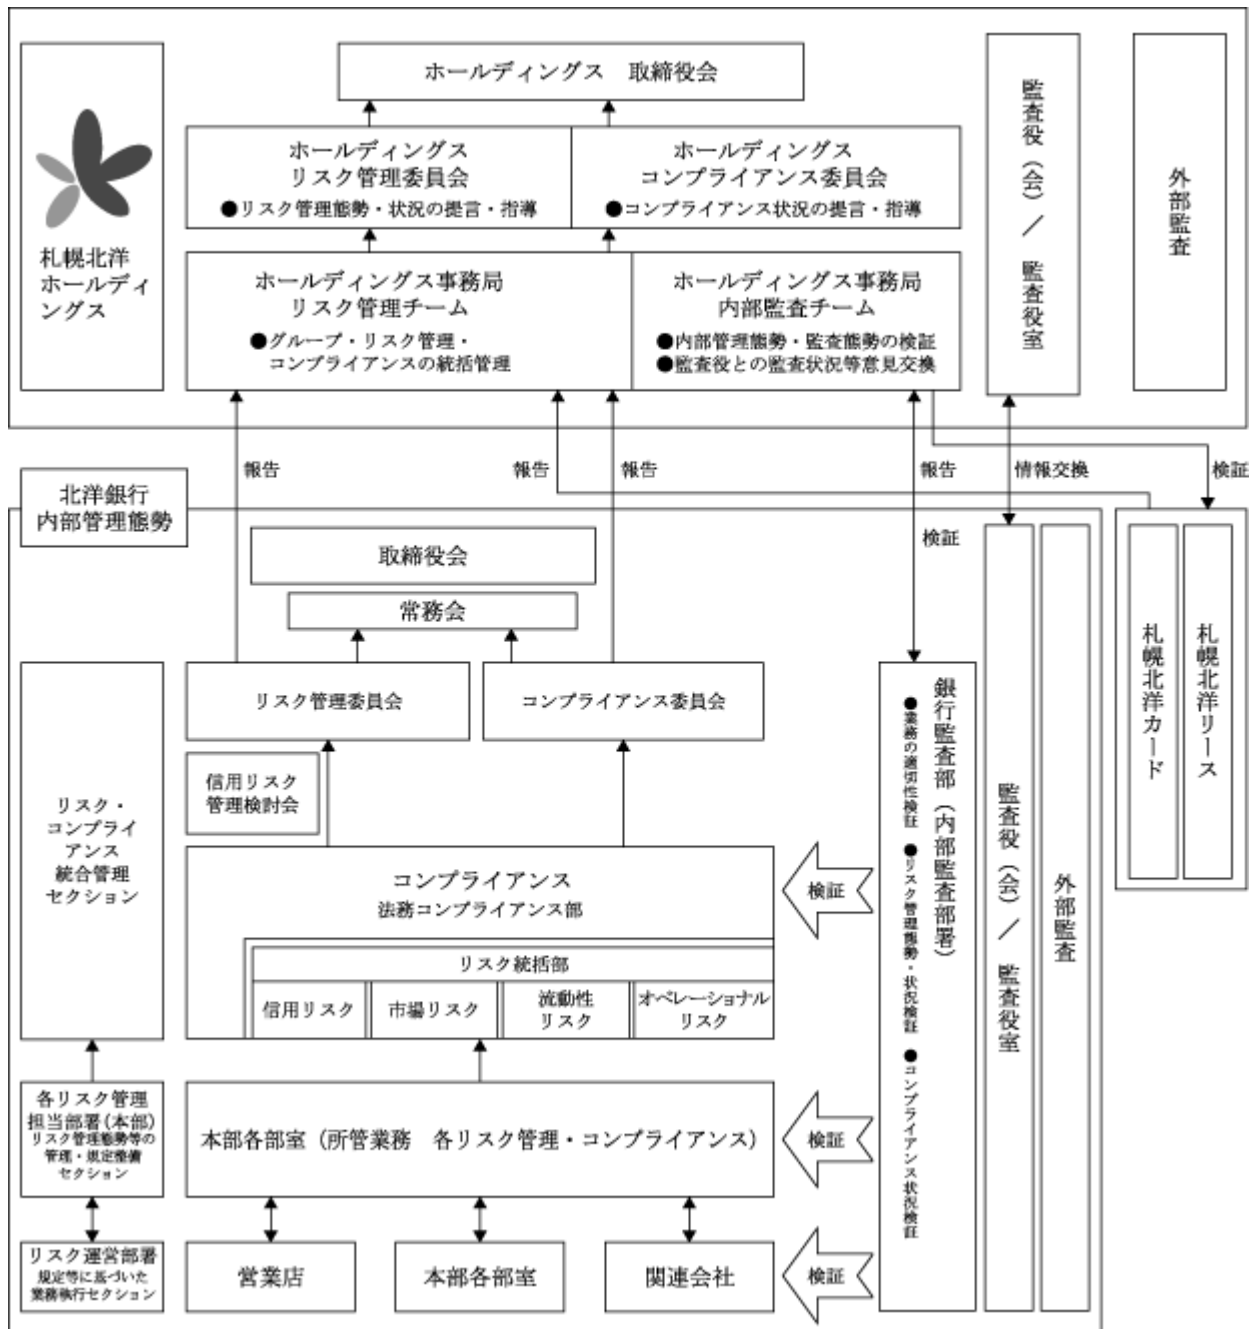 札幌北洋
ホールディ
ングス
ホールディングス　取締役会
ホールディングス
リスク管理委員会
●リスク管理態勢・状況の提言・指導
ホールディングス
コンプライアンス委員会
●コンプライアンス状況の提言・指導
ホールディングス事務局
リスク管理チーム
●グループ・リスク管理・
コンプライアンスの統括管理
ホールディングス事務局
内部監査チーム
●内部管理態勢・監査態勢の検証
●監査役との監査状況等意見交換
監査役（会）／　監査役室
外部監査
報告
報告
報告
報告
検証
情報交換
検証
北洋銀行
内部管理態勢
取締役会
常務会
リスク管理委員会
コンプライアンス委員会
信用リスク
管理検討会
リスク・
コンプライ
アンス
統合管理
セクション
コンプライアンス
法務コンプライアンス部
リスク統括部
信用リスク
市場リスク
流動性
リスク
オペレーショナル
リスク
検証
各リスク管理
担当部署(本部)
リスク管理態勢等の
管理・規定整備
セクション
本部各部室（所管業務　各リスク管理・コンプライアンス）
検証
リスク運営部署
規定等に基づいた
業務執行セクション
営業店
本部各部室
関連会社
検証
銀行監査部（内部監査部署）
●業務の適切性検証　●リスク管理態勢・状況検証　●コンプライアンス状況検証
監査役（会）／　監査役室
外部監査
札幌北洋カード
札幌北洋リース